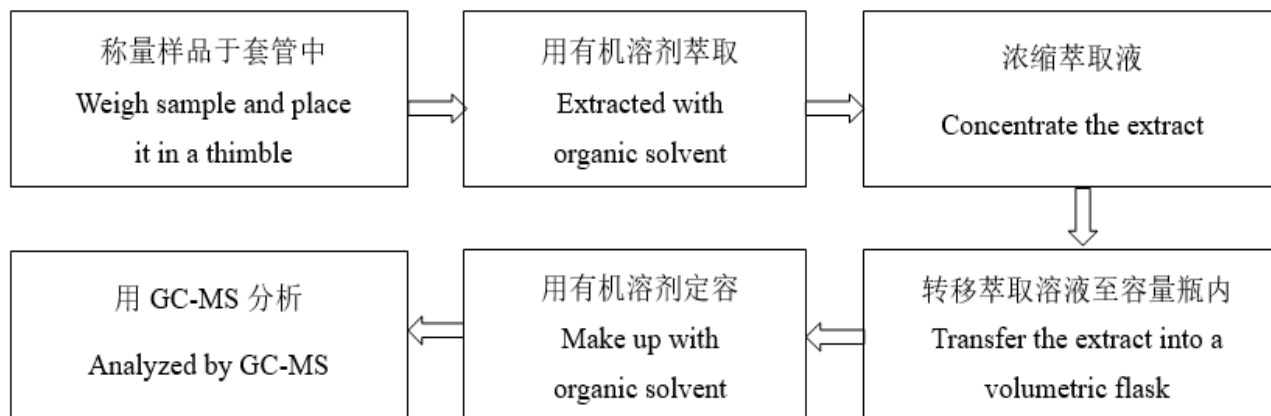 称量样品于套管中
Weigh sample and place
it in a thimble
用有机溶剂萃取
Extracted with
organic solvent
浓缩萃取液
Concentrate the extract
转移萃取溶液至容量瓶内
Transfer the extract into a
volumetric flask
用有机溶剂定容
Make up with
organic solvent
用 GC-MS 分析
Analyzed by GC-MS